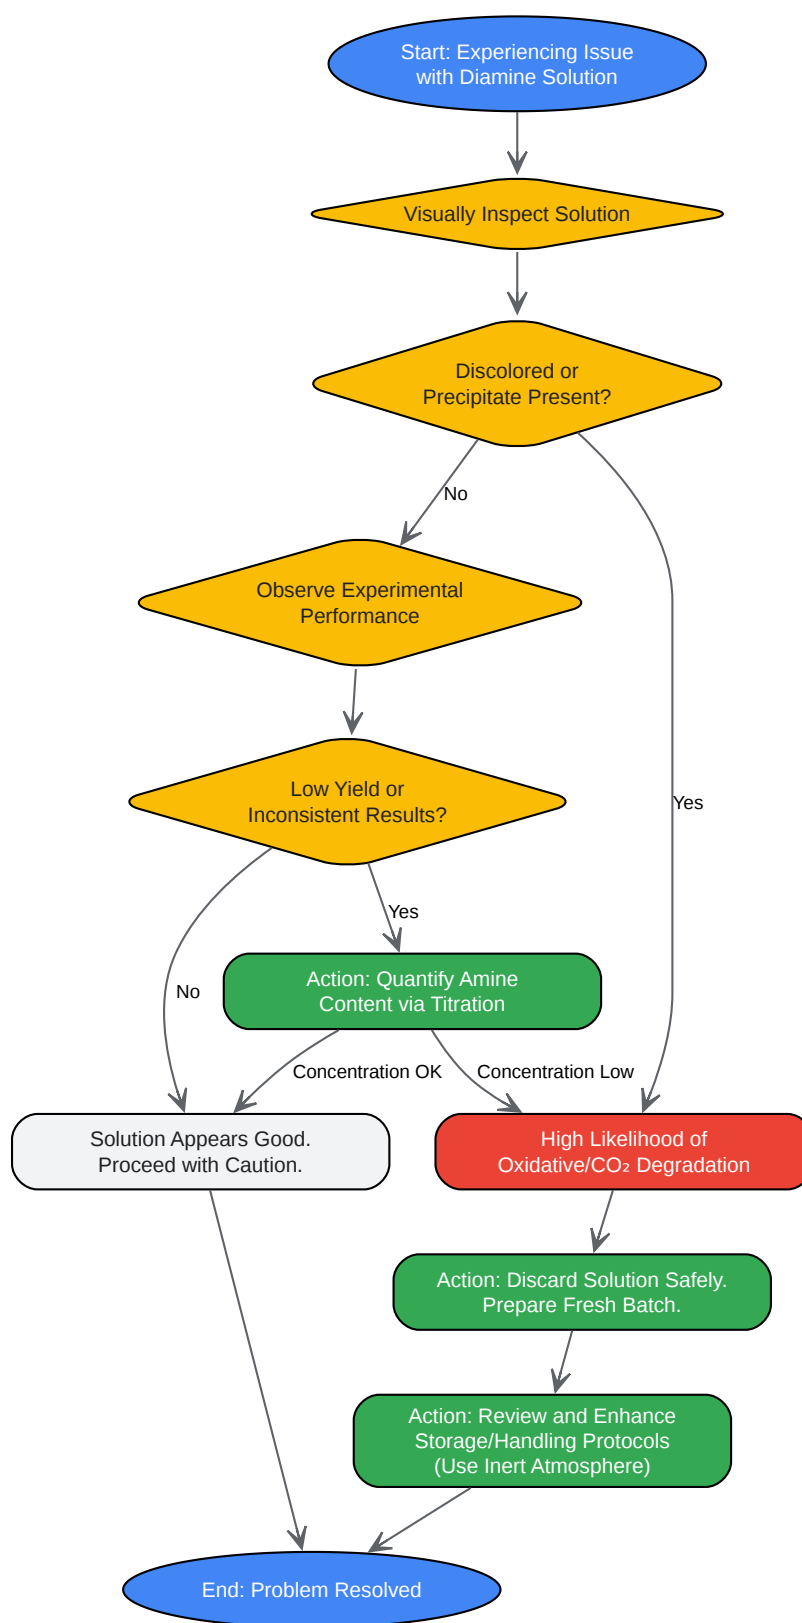 Start: Experiencing Issue
with Diamine Solution
Visually Inspect Solution
Discolored or
Precipitate Present?
No
Observe Experimental
Performance
Low Yield or
Inconsistent Results?
Yes
Yes
Action: Quantify Amine
Content via Titration
No
Concentration OK
Concentration Low
Solution Appears Good.
Proceed with Caution.
High Likelihood of
Oxidative/CO₂ Degradation
Action: Discard Solution Safely.
Prepare Fresh Batch.
Action: Review and Enhance
Storage/Handling Protocols
(Use Inert Atmosphere)
End: Problem Resolved